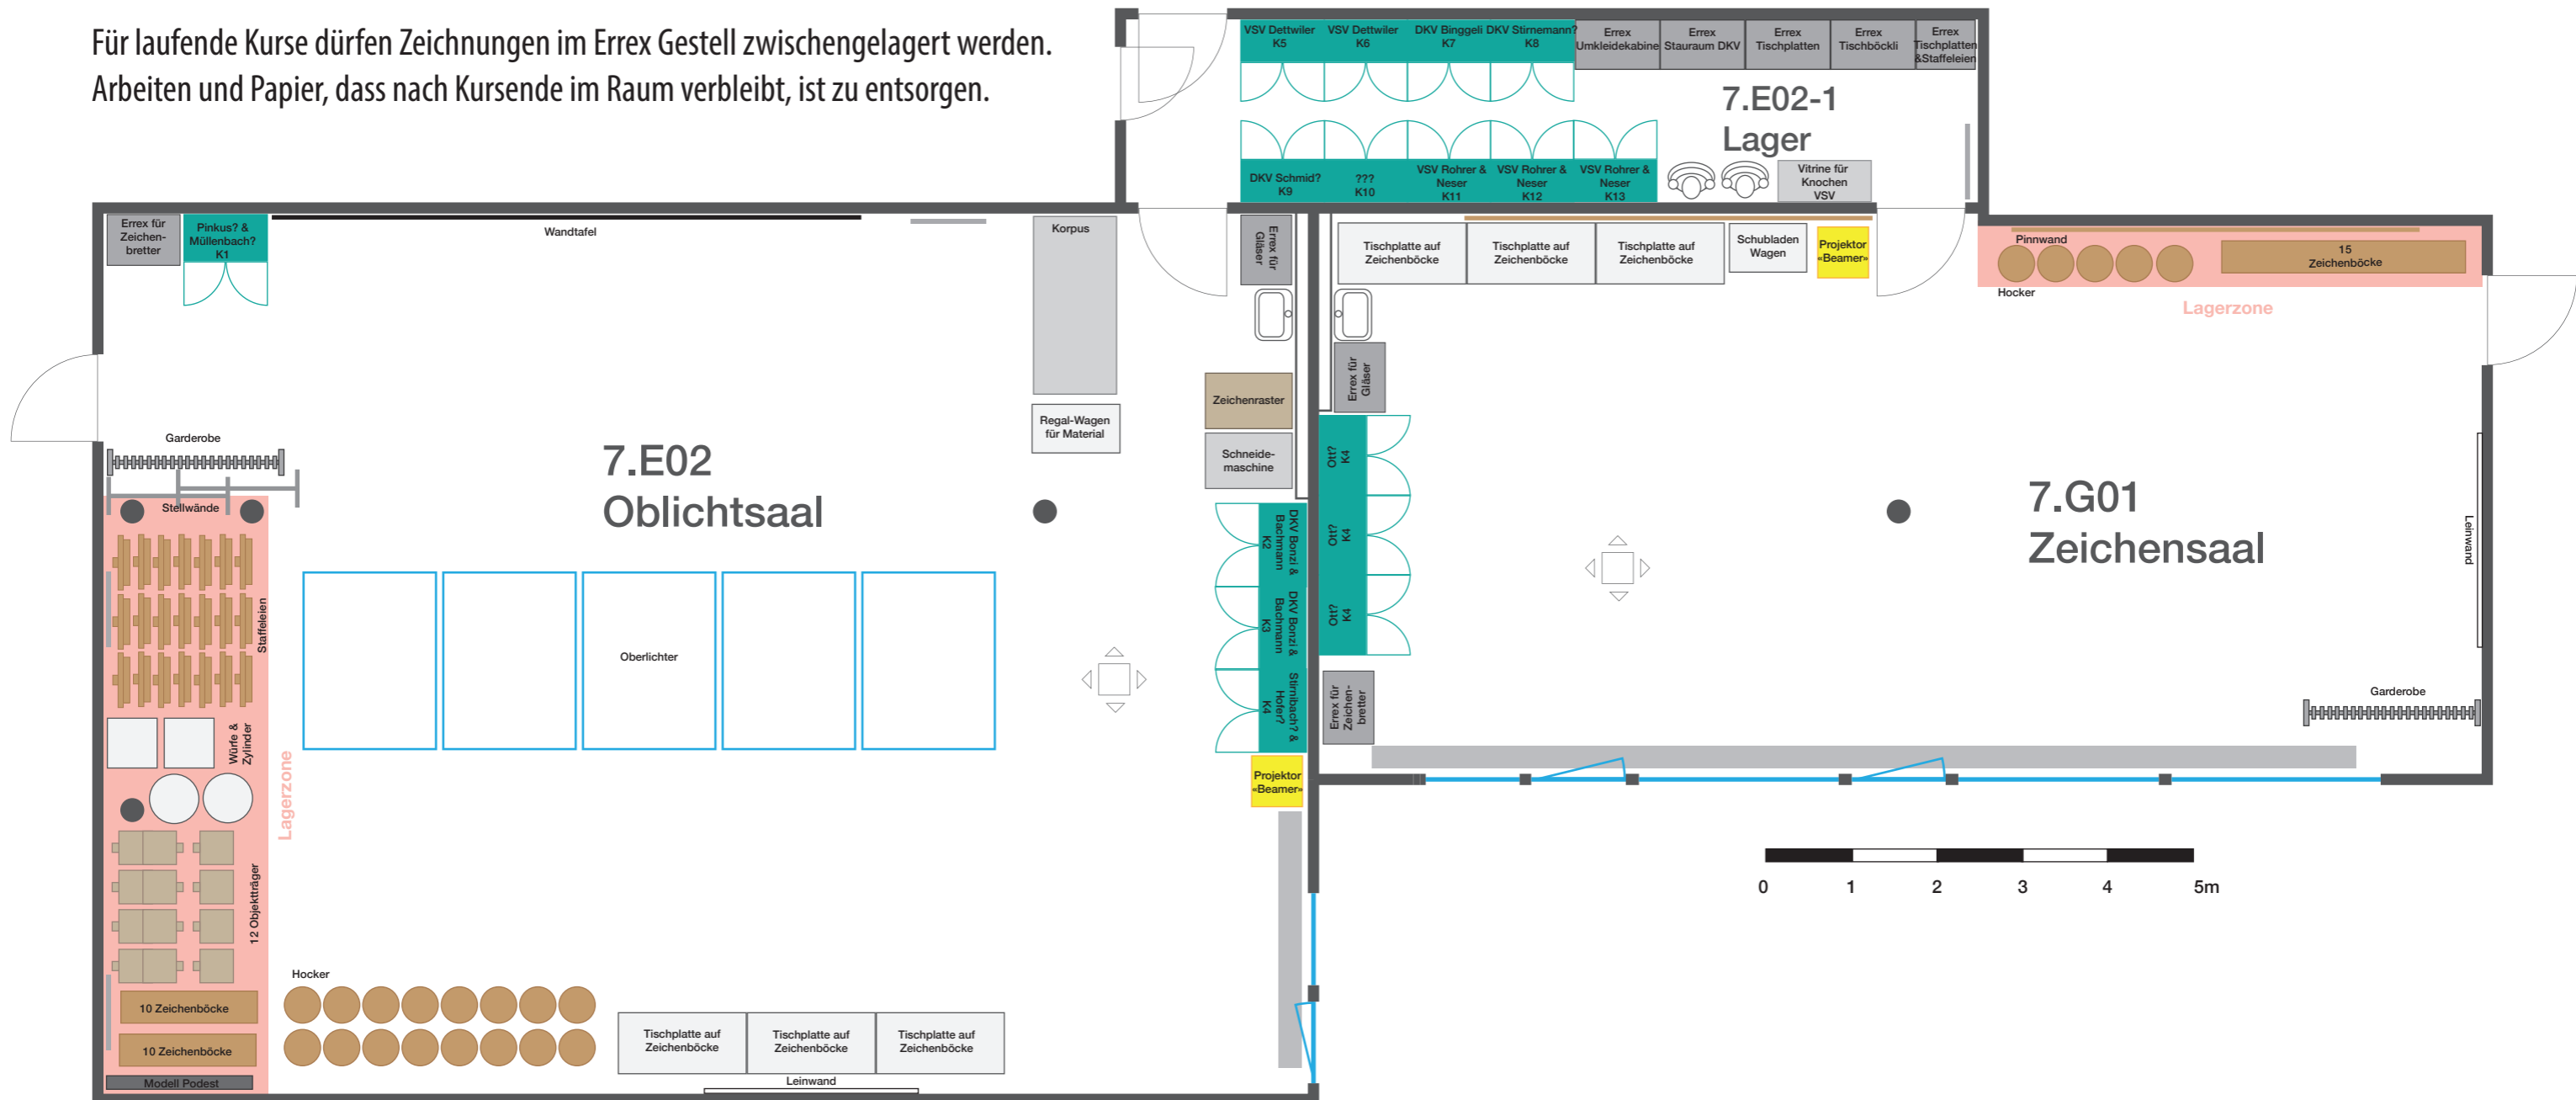 Für laufende Kurse dürfen Zeichnungen im Errex Gestell zwischengelagert werden.
Arbeiten und Papier, dass nach Kursende im Raum verbleibt, ist zu entsorgen.
VSV Dettwiler
K5
VSV Dettwiler
K6
DKV Binggeli
K7
DKV Stirnemann?
K8
Errex
Umkleidekabine
Errex
Stauraum DKV
Errex
Tischplatten
Errex
Tischböckli
Errex
Tischplatten
&Staffeleien
7.E02-1
Lager
DKV Schmid?
K9
???
K10
VSV Rohrer &
Neser
K11
VSV Rohrer &
Neser
K12
VSV Rohrer &
Neser
K13
Vitrine für
Knochen
VSV
Errex für
Zeichen-
bretter
Pinkus? &
Müllenbach?
K1
Wandtafel
Korpus
Errex für
Gläser
Tischplatte auf
Zeichenböcke
Tischplatte auf
Zeichenböcke
Tischplatte auf
Zeichenböcke
Schubladen
Wagen
Projektor
«Beamer»
Pinnwand
15
Zeichenböcke
Hocker
Lagerzone
Errex für
Gläser
Zeichenraster
Regal-Wagen
für Material
Schneide-
maschine
Garderobe
7.E02
Oblichtsaal
Stellwände
Staffeleien
Oberlichter
Würfe &
Zylinder
Lagerzone
12 Objektträger
10 Zeichenböcke
10 Zeichenböcke
Modell Podest
Hocker
Tischplatte auf
Zeichenböcke
Tischplatte auf
Zeichenböcke
Tischplatte auf
Zeichenböcke
Leinwand
DKV Bonzi &
Bachmann
K2
DKV Bonzi &
Bachmann
K3
Stirnibach? &
Hofer?
K4
Projektor
«Beamer»
Ott?
K4
Ott?
K4
Ott?
K4
Errex für
Zeichen-
bretter
7.G01
Zeichensaal
Leinwand
Garderobe
0 1 2 3 4 5m